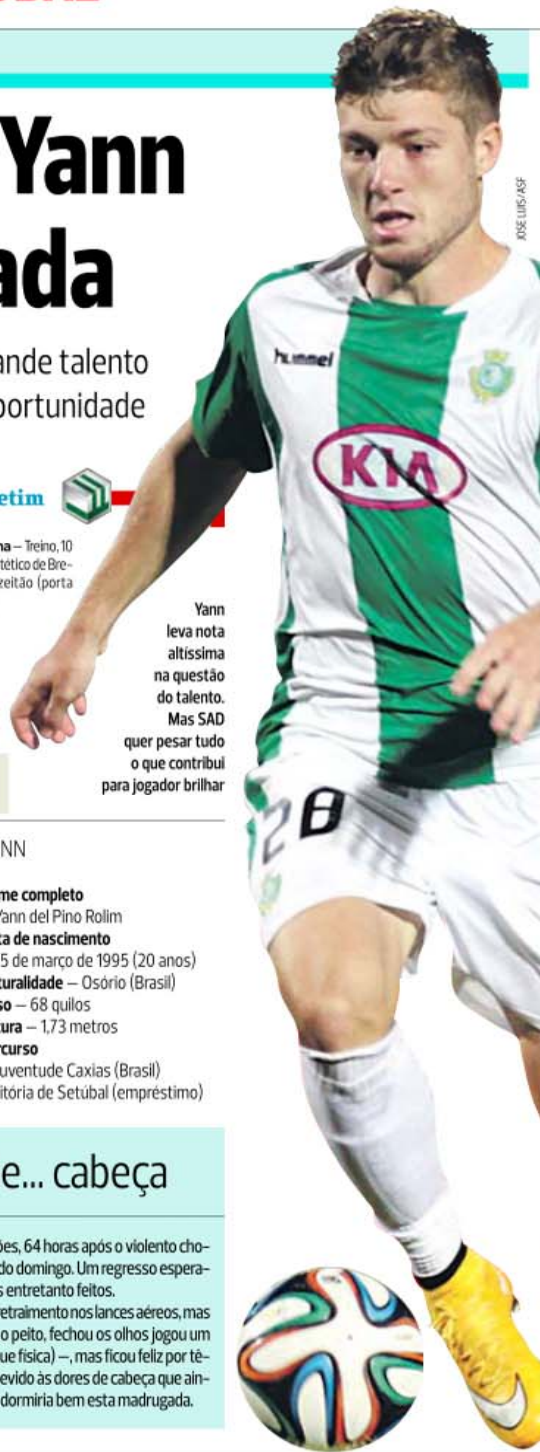 Yann
ada
JOSE LUIS/ASF
ande talento
portunidade
etim
na – Treino, 10
tético de Bre-
zeitão (porta
hummel
KIA
Yann
leva nota
altíssima
na questão
do talento.
Mas SAD
quer pesar tudo
o que contribui
para jogador brilhar
28
NN
me completo
Yann del Pino Rolim
ta de nascimento
5 de março de 1995 (20 anos)
turalidade – Osório (Brasil)
so – 68 quilos
tura – 1,73 metros
rcurso
uventude Caxias (Brasil)
itória de Setúbal (empréstimo)
e... cabeça
ões, 64 horas após o violento cho-
do domingo. Um regresso espera-
s entretanto feitos.
retraimento nos lances aéreos, mas
o peito, fechou os olhos jogou um
ue física) –, mas ficou feliz por tê-
evido às dores de cabeça que ain-
dormiria bem esta madrugada.